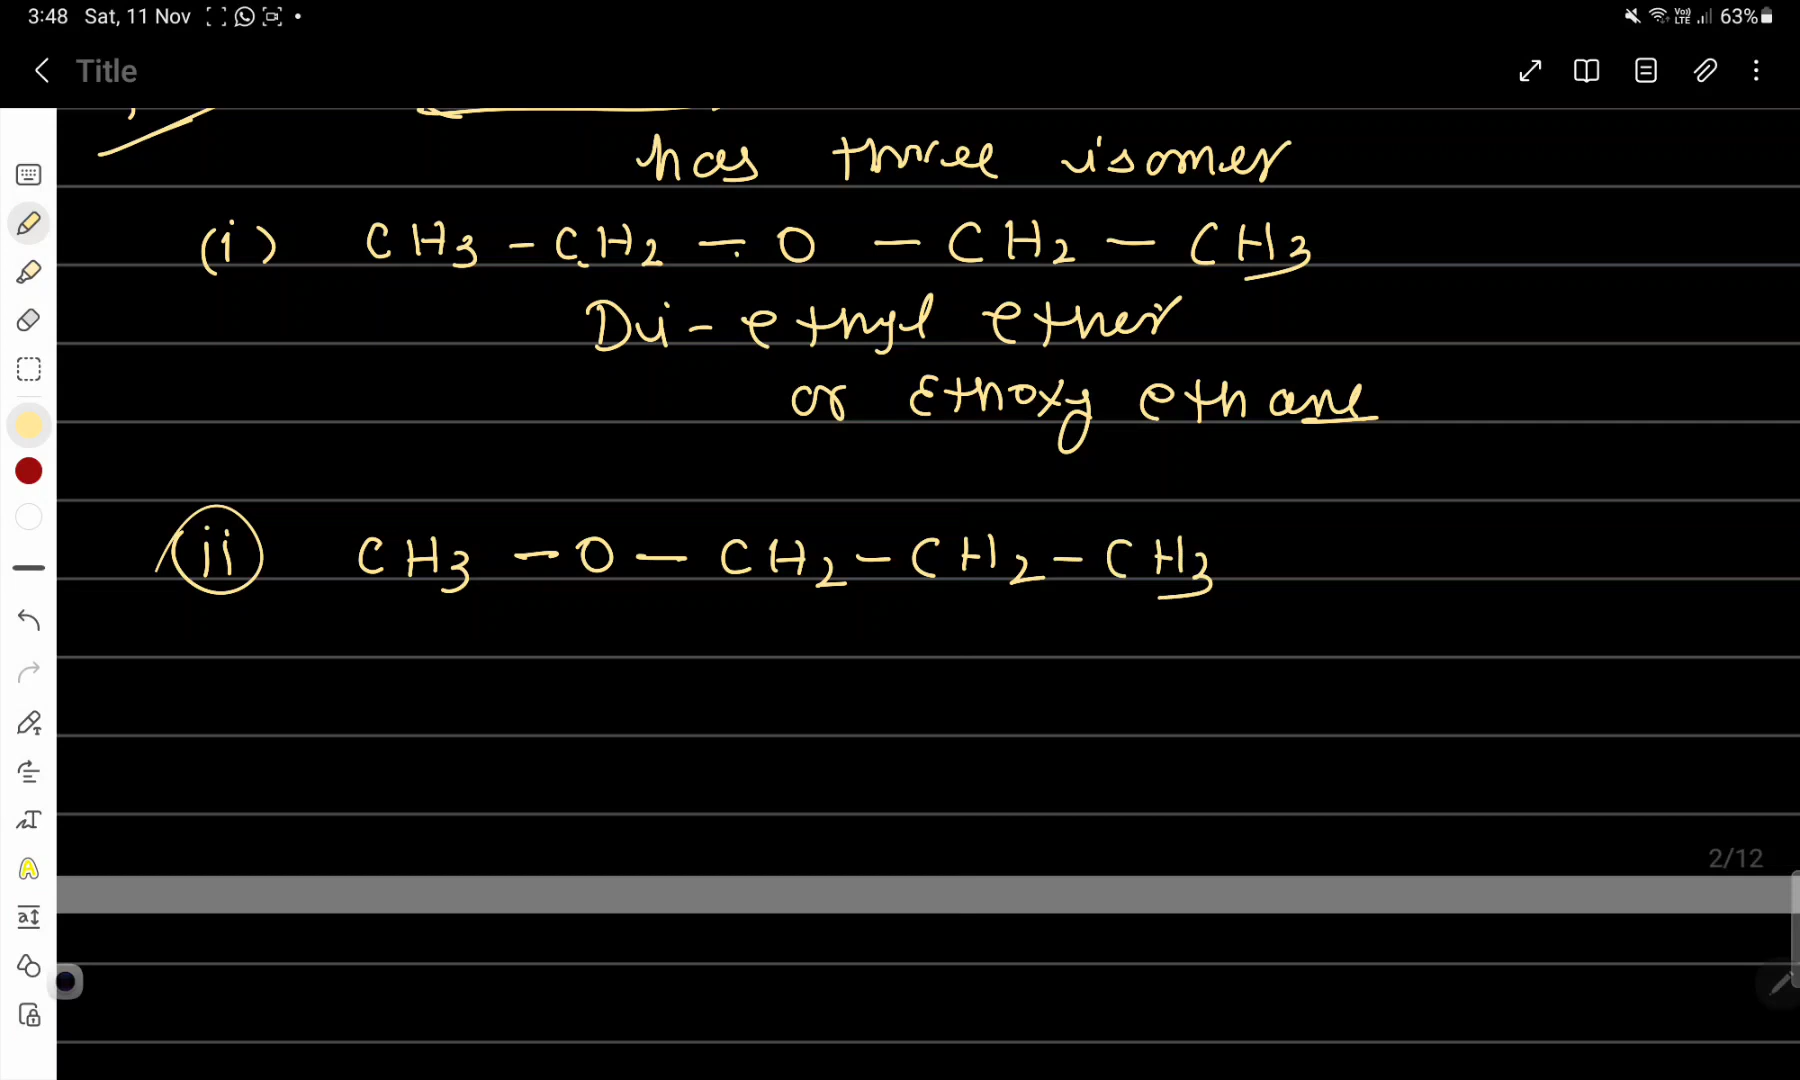 3:48 Sat, 11 Nov 63%
Title
has three isomer
(i) CH3 - CH2 - O - CH2 - CH3
Di-ethyl ether
or Ethoxy ethane
(ii) CH3 - O - CH2 - CH2 - CH3
2/12